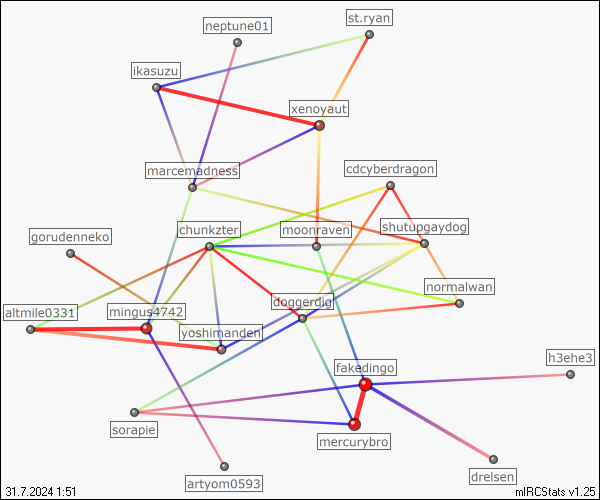 st.ryan
neptune01
ikasuzu
xenoyaut
marcemadness
cdcyberdragon
chunkzter
moonraven
shutupgaydog
gorudenneko
normalwan
doggerdig
altmile0331
mingus4742
yoshimanden
h3ehe3
fakedingo
sorapie
mercurybro
drelsen
artyom0593
31.7.2024 1:51
mIRCStats v1.25